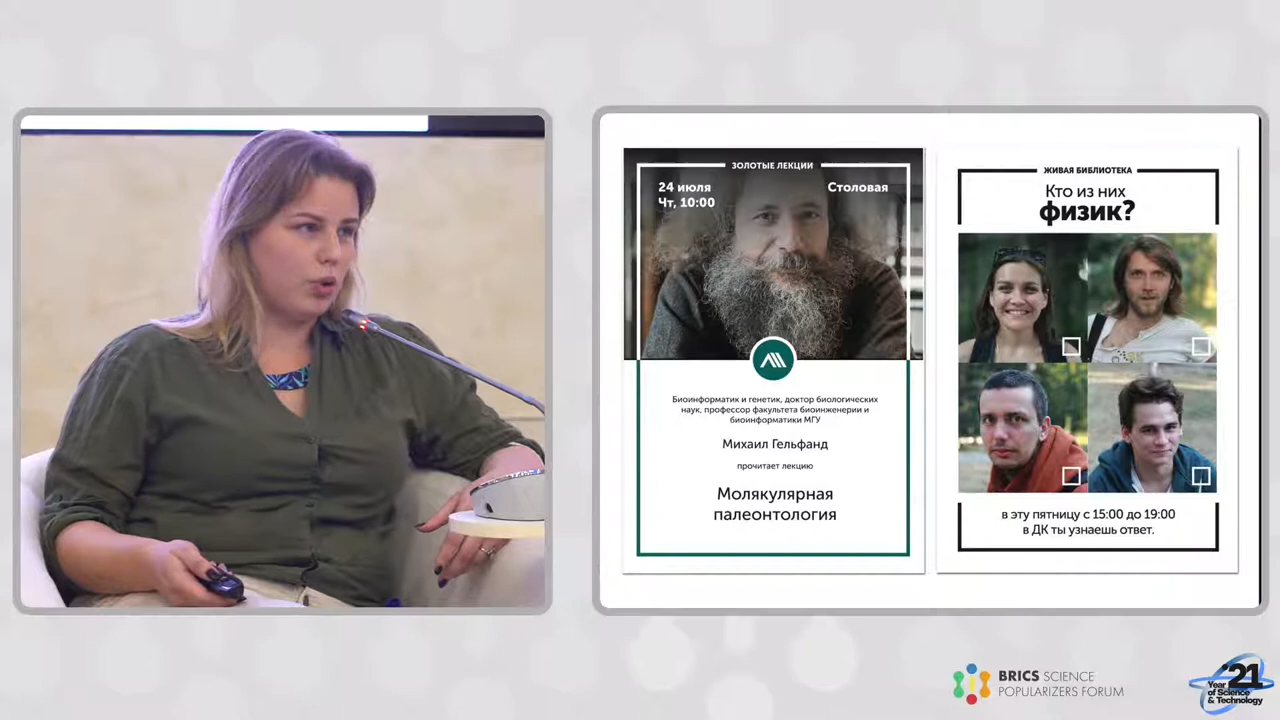 ЗОЛОТЫЕ ЛЕКЦИИ
24 июля
Чт, 10:00
Столовая
Биоинформатик и генетик, доктор биологических
наук, профессор факультета биоинженерии и
биоинформатики МГУ
Михаил Гельфанд
прочитает лекцию
Молякулярная
палеонтология
ЖИВАЯ БИБЛИОТЕКА
Кто из них
физик?
в эту пятницу с 15:00 до 19:00
в ДК ты узнаешь ответ.
BRICS SCIENCE
POPULARIZERS FORUM
'21
Year
of Science
& Technology